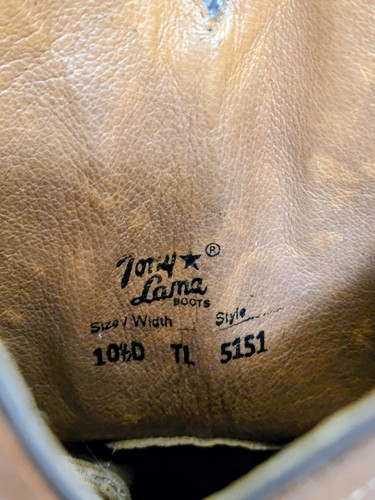 Tony ★ ®
Lama
BOOTS
Size / Width Style
10½D TL 5151